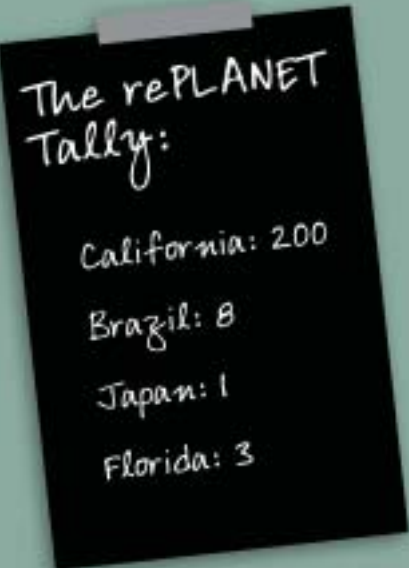 The rePLANET
Tally:
California: 200
Brazil: 8
Japan: 1
Florida: 3